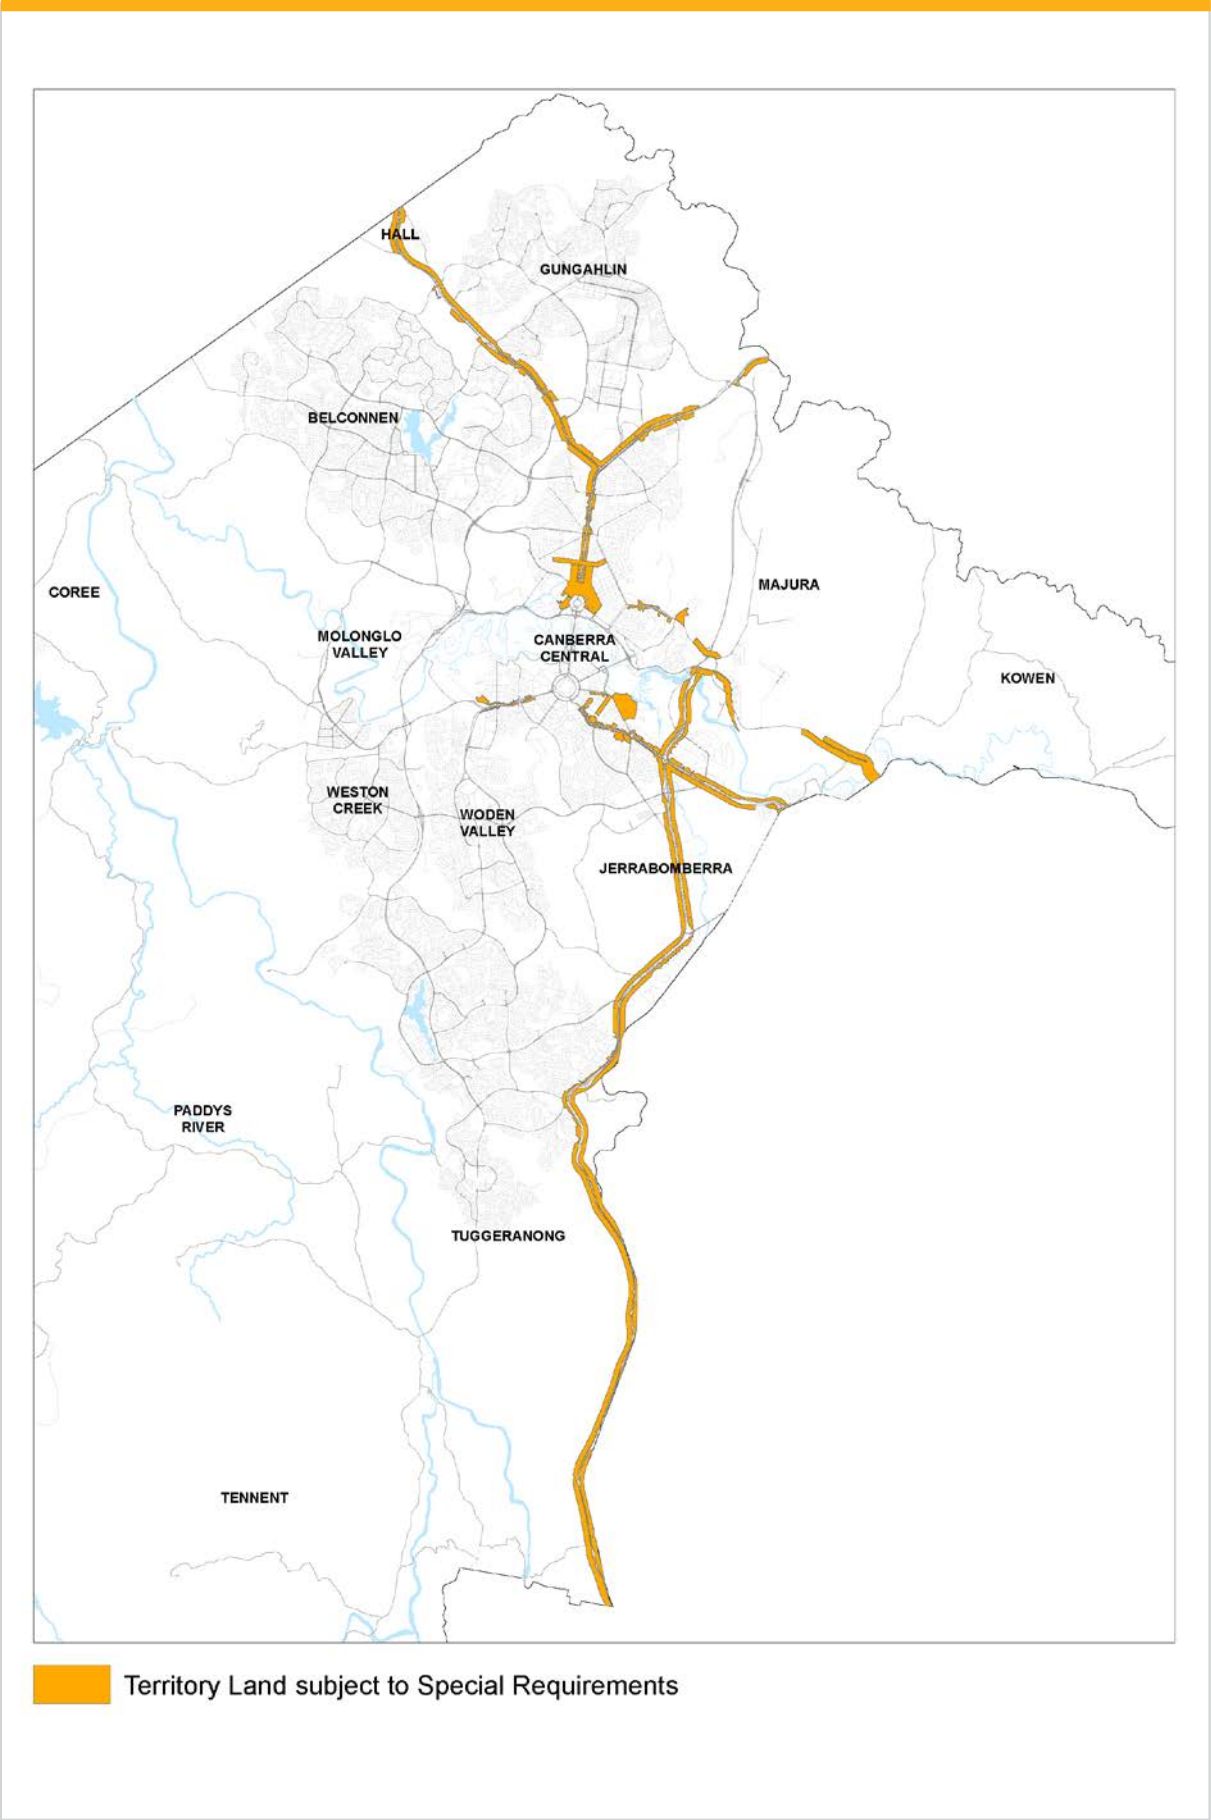 HALL
GUNGAHLIN
BELCONNEN
COREE
MAJURA
MOLONGLO
VALLEY
CANBERRA
CENTRAL
KOWEN
WESTON
CREEK
WODEN
VALLEY
JERRABOMBERRA
PADDYS
RIVER
TUGGERANONG
TENNENT
Territory Land subject to Special Requirements